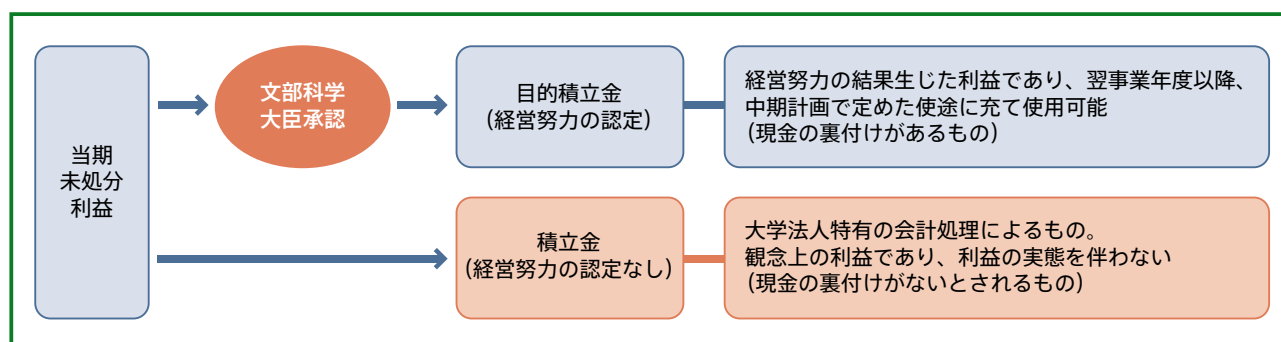 当期
未処分
利益
文部科学
大臣承認
目的積立金
(経営努力の認定)
経営努力の結果生じた利益であり、翌事業年度以降、
中期計画で定めた使途に充て使用可能
(現金の裏付けがあるもの)
積立金
(経営努力の認定なし)
大学法人特有の会計処理によるもの。
観念上の利益であり、利益の実態を伴わない
(現金の裏付けがないとされるもの)